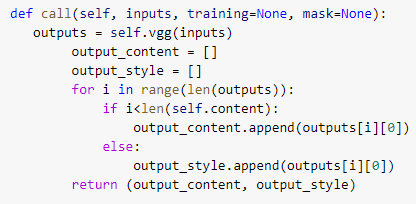 def call(self, inputs, training=None, mask=None):
   outputs = self.vgg(inputs)
        output_content = []
        output_style = []
        for i in range(len(outputs)):
            if i<len(self.content):
                output_content.append(outputs[i][0])
            else:
                output_style.append(outputs[i][0])
        return (output_content, output_style)